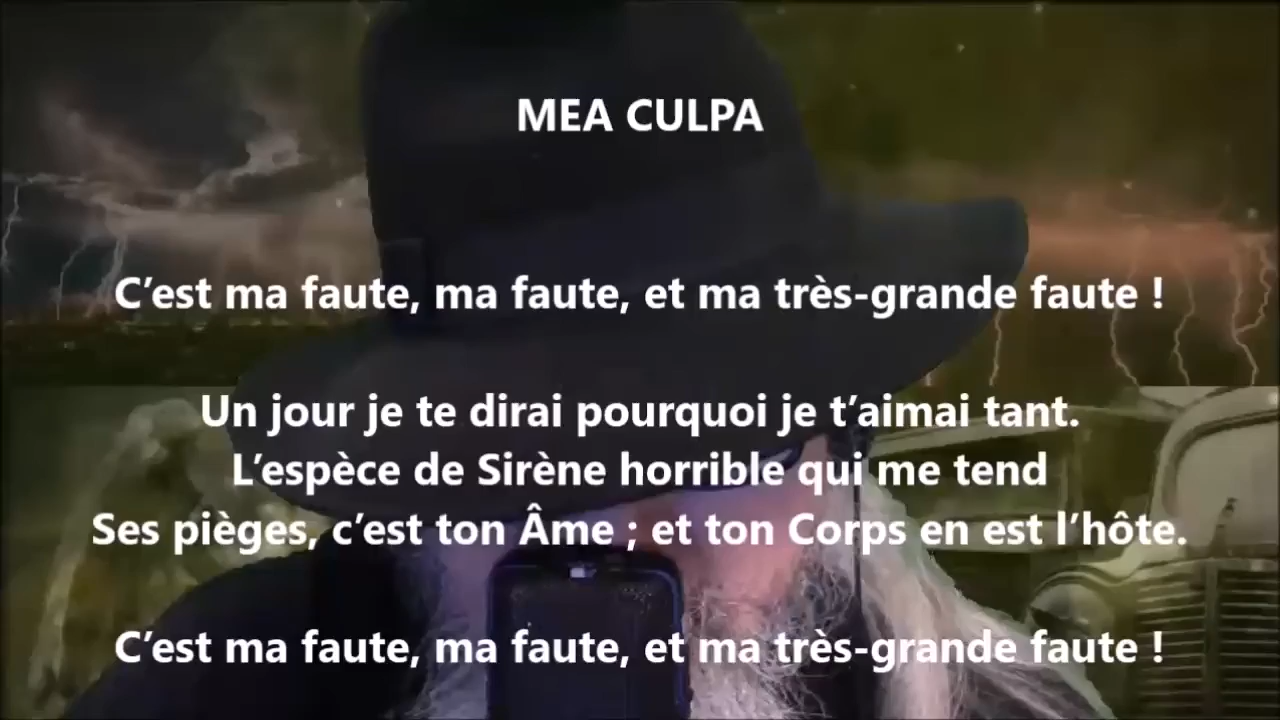 MEA CULPA
C’est ma faute, ma faute, et ma très-grande faute !
Un jour je te dirai pourquoi je t’aimai tant.
L’espèce de Sirène horrible qui me tend
Ses pièges, c’est ton Âme ; et ton Corps en est l’hôte.
C’est ma faute, ma faute, et ma très-grande faute !